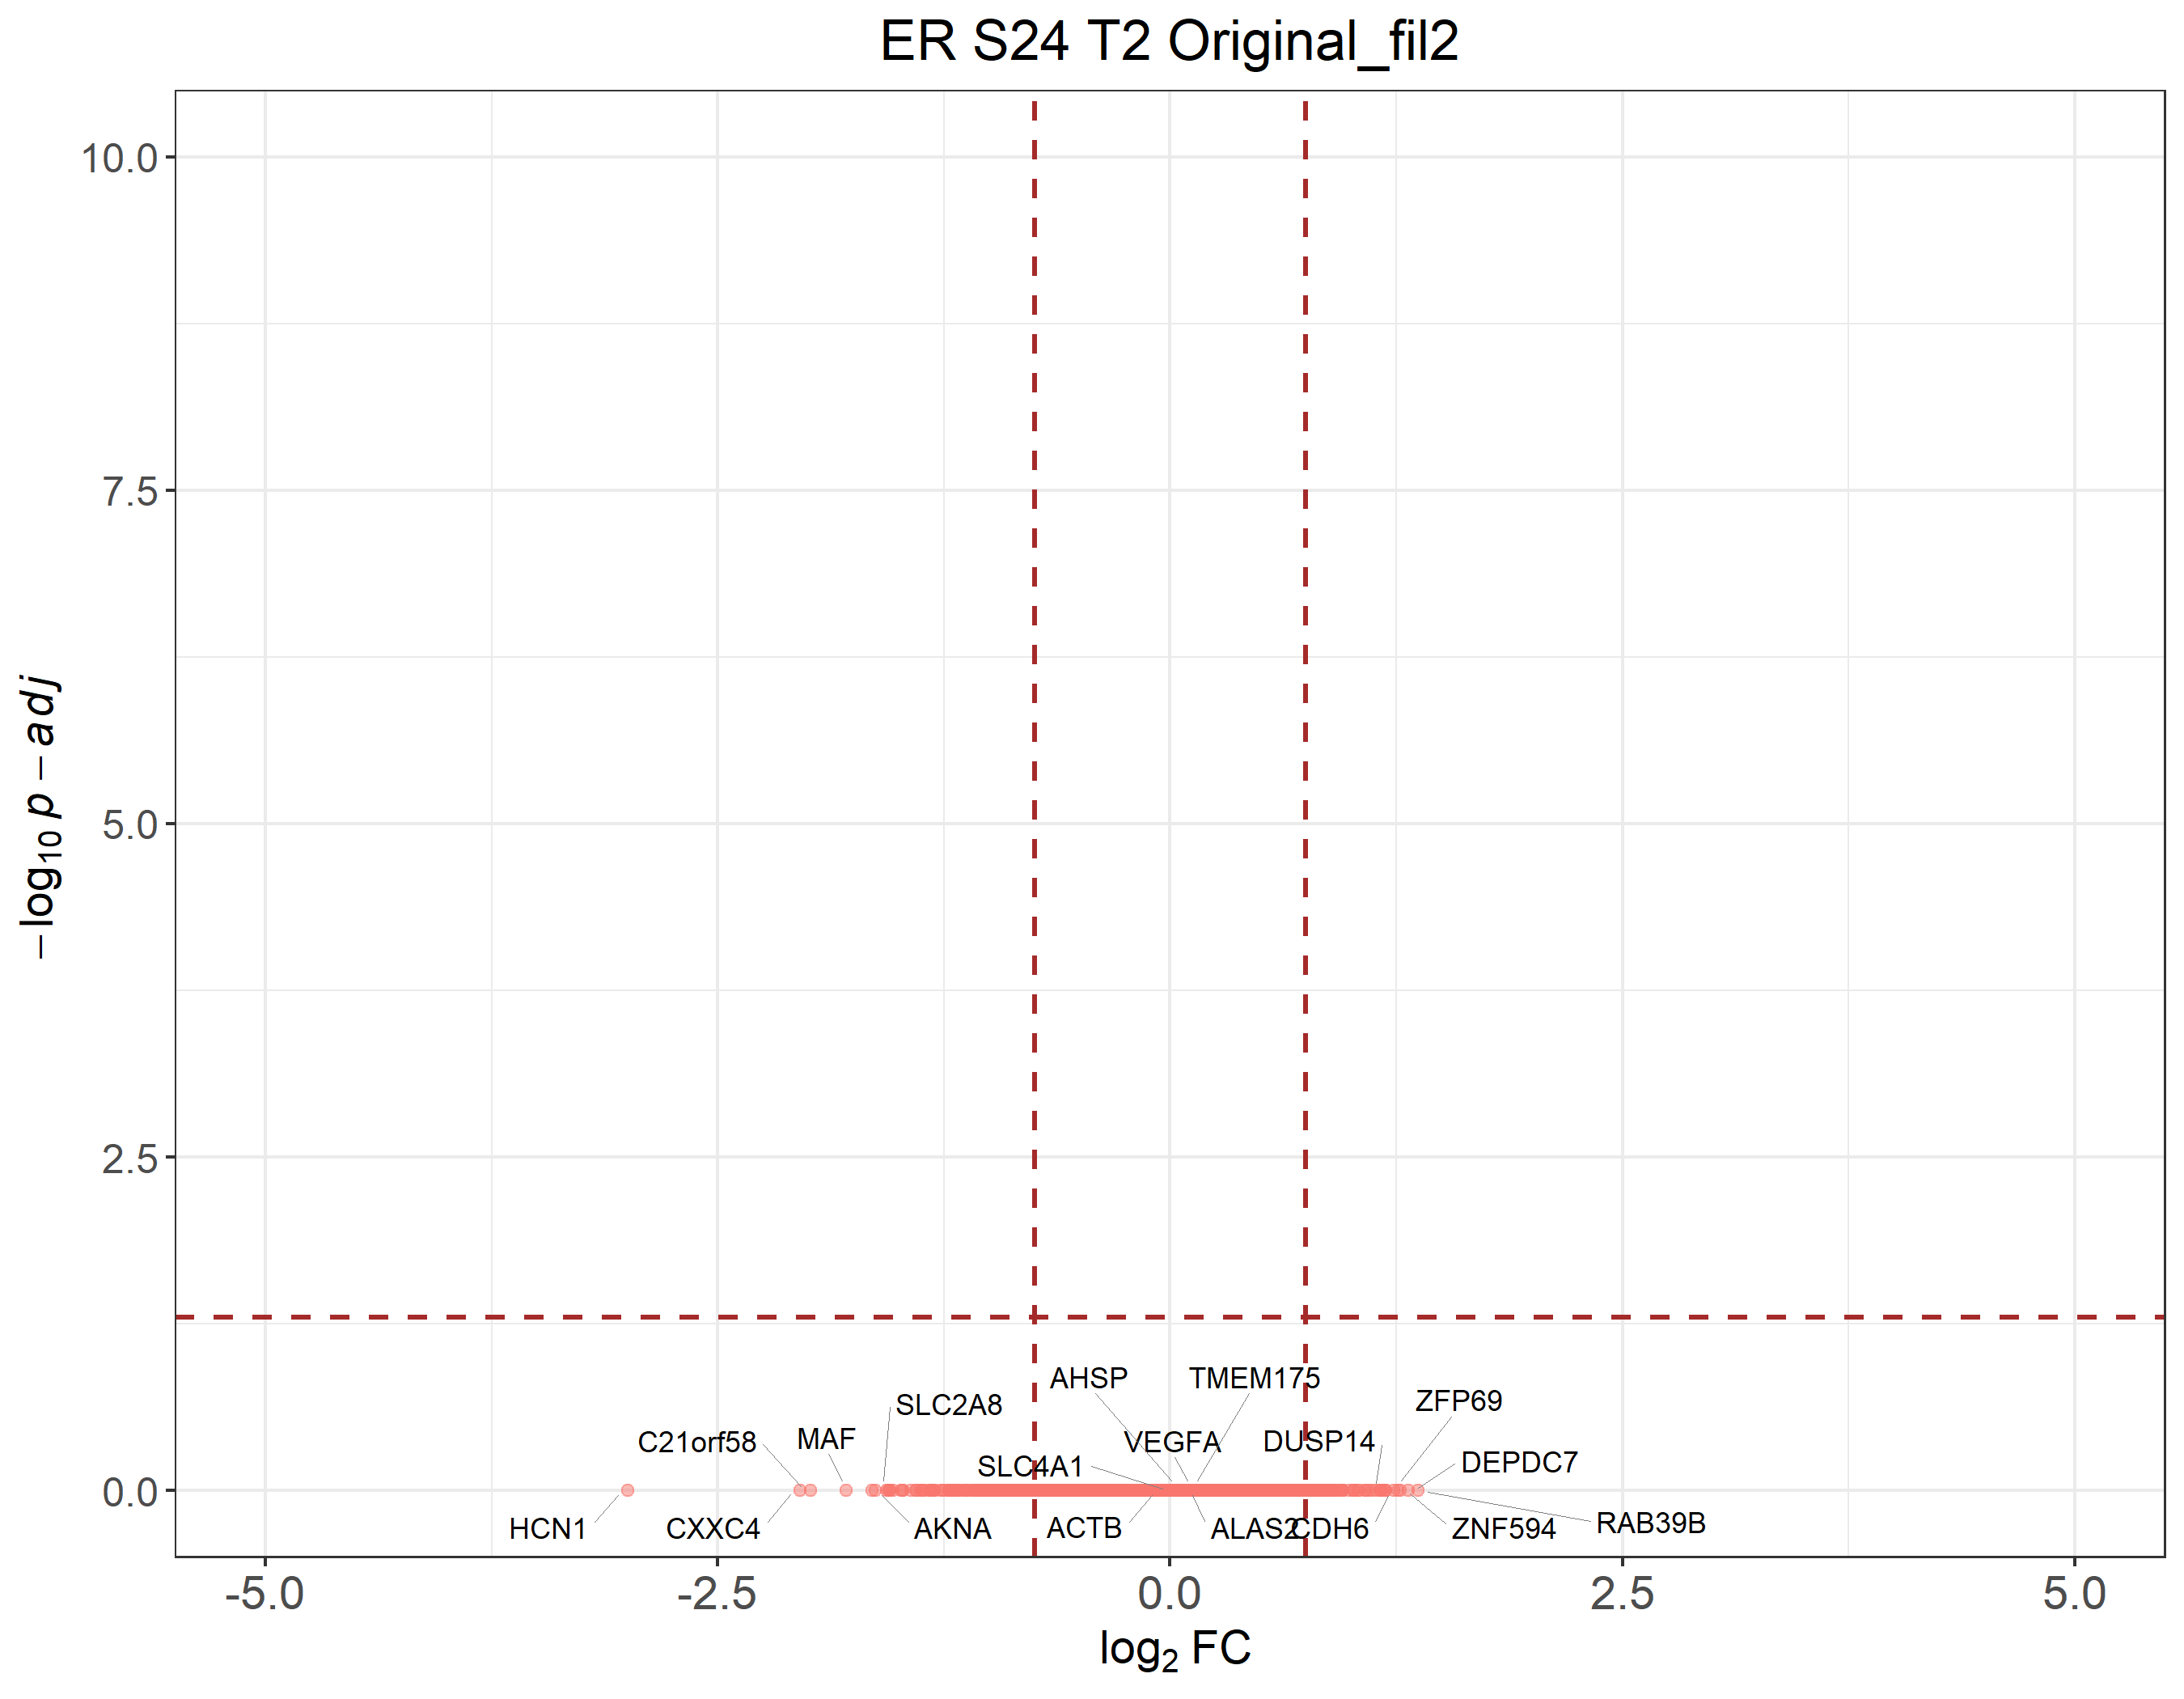 ER S24 T2 Original_fil2
10.0
7.5
5.0
2.5
0.0
−log10 p − adj
AHSP
TMEM175
SLC2A8
ZFP69
C21orf58
MAF
VEGFA
DUSP14
SLC4A1
DEPDC7
HCN1
CXXC4
AKNA
ACTB
ALAS2
CDH6
ZNF594
RAB39B
-5.0
-2.5
0.0
2.5
5.0
log2 FC